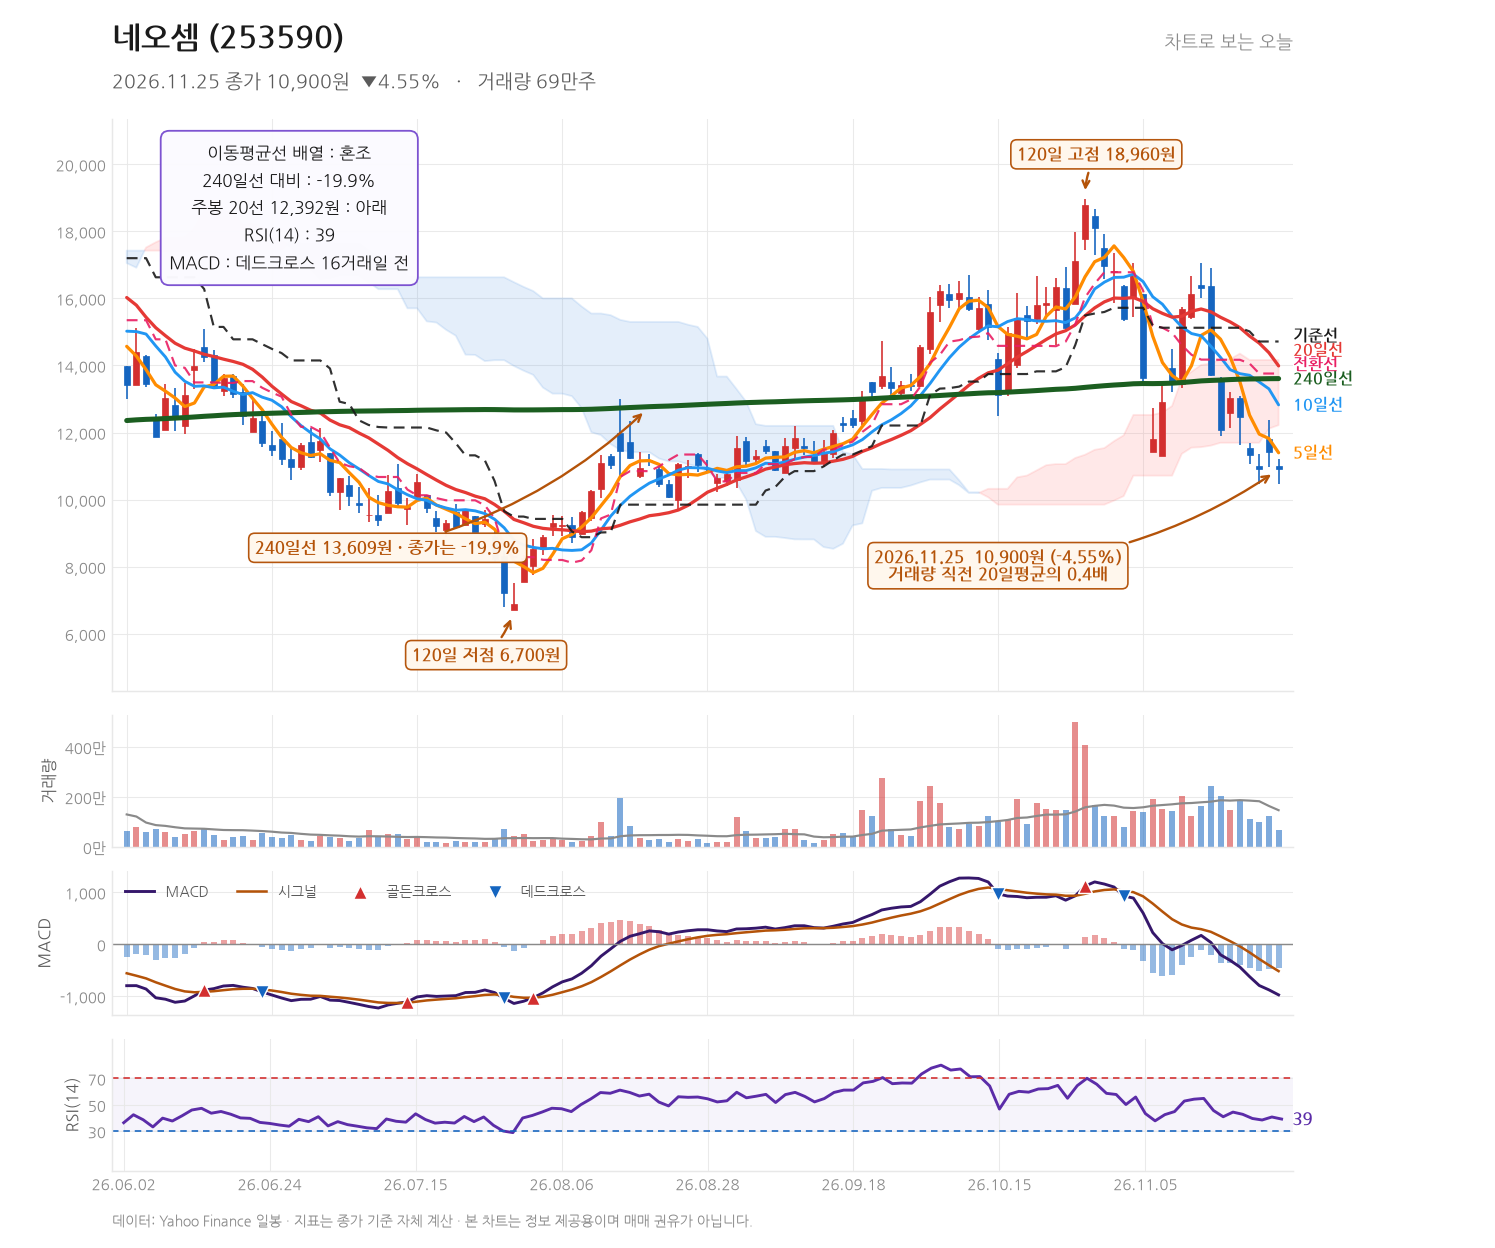 네오셈 (253590)
차트로 보는 오늘
2026.11.25 종가 10,900원 ▼4.55% · 거래량 69만주
이동평균선 배열 : 혼조
240일선 대비 : -19.9%
주봉 20선 12,392원 : 아래
RSI(14) : 39
MACD : 데드크로스 16거래일 전
120일 고점 18,960원
20,000
18,000
16,000
14,000
12,000
10,000
8,000
6,000
기준선
20일선
전환선
240일선
10일선
5일선
240일선 13,609원 · 종가는 -19.9%
2026.11.25 10,900원 (-4.55%)
거래량 직전 20일평균의 0.4배
120일 저점 6,700원
거래량
400만
200만
0만
MACD
1,000
0
-1,000
MACD
시그널
골든크로스
데드크로스
RSI(14)
70
50
30
39
26.06.02
26.06.24
26.07.15
26.08.06
26.08.28
26.09.18
26.10.15
26.11.05
데이터: Yahoo Finance 일봉 · 지표는 종가 기준 자체 계산 · 본 차트는 정보 제공용이며 매매 권유가 아닙니다.